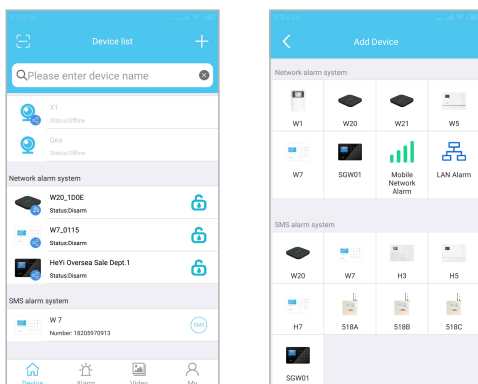 Device list
Please enter device name
X1
Status:Offline
Qee
Status:Offline
Network alarm system
W20_1D0E
Status:Disarm
W7_0115
Status:Disarm
HeYi Oversea Sale Dept.1
Status:Disarm
SMS alarm system
W 7
Number: 18205970913
SMS
Device
Alarm
Video
My
Add Device
Network alarm system
W1
W20
W21
W5
W7
SGW01
Mobile
Network
Alarm
LAN Alarm
SMS alarm system
W20
W7
H3
H5
H7
518A
518B
518C
SGW01